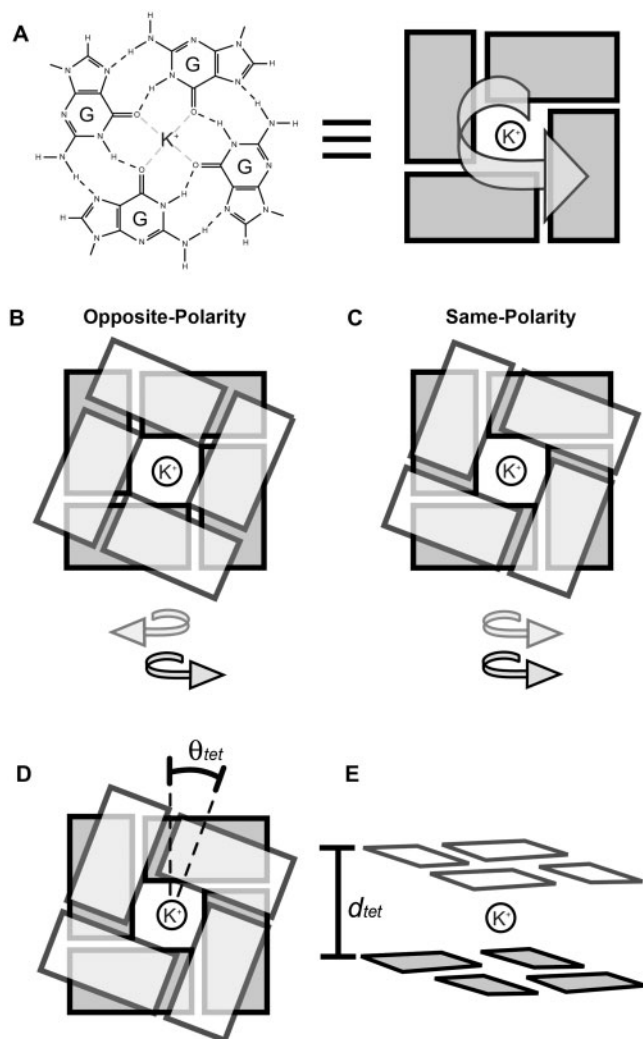 A
H H
N N
H N N
H G
N O N H
H
N O N H H
G H
N K⁺ N
H O G N
N O
H H N
H N N
N G H
H N
N N H
H
K⁺
B Opposite-Polarity
C Same-Polarity
K⁺
K⁺
D
θtet
K⁺
E
dtet
K⁺